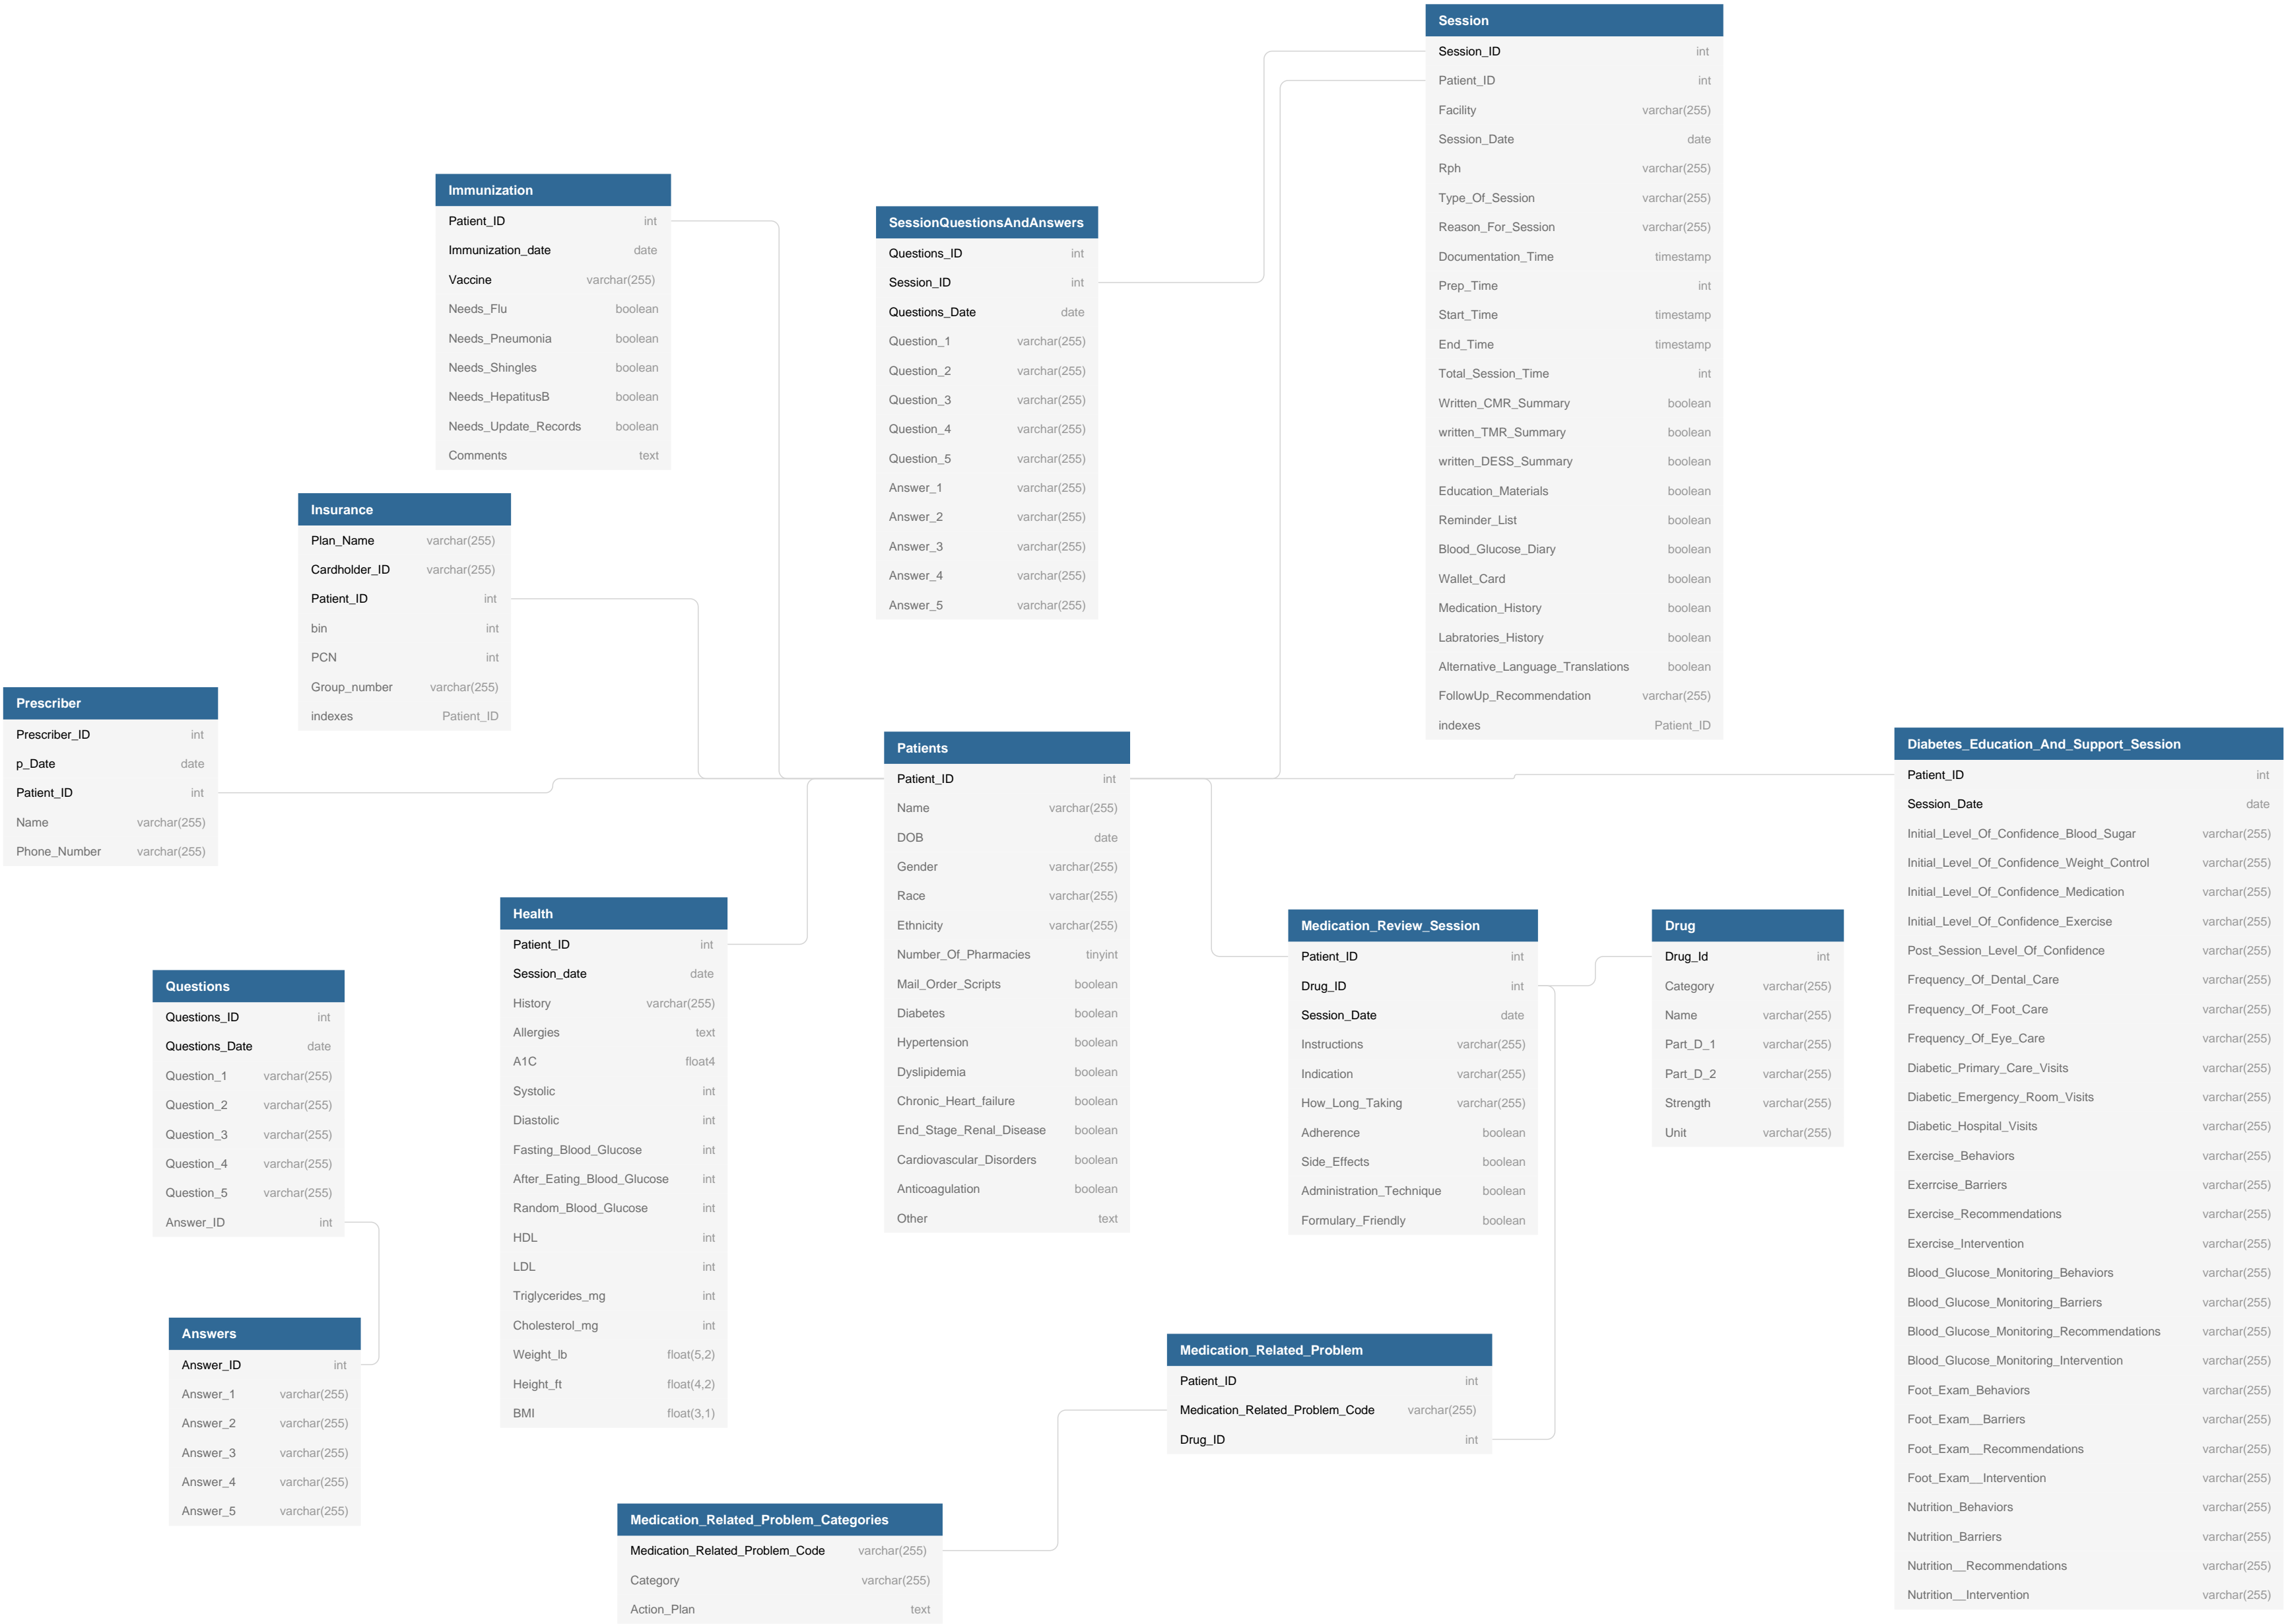 Session
Session_ID int
Patient_ID int
Facility varchar(255)
Session_Date date
Rph varchar(255)
Type_Of_Session varchar(255)
Reason_For_Session varchar(255)
Documentation_Time timestamp
Prep_Time int
Start_Time timestamp
End_Time timestamp
Total_Session_Time int
Written_CMR_Summary boolean
written_TMR_Summary boolean
written_DESS_Summary boolean
Education_Materials boolean
Reminder_List boolean
Blood_Glucose_Diary boolean
Wallet_Card boolean
Medication_History boolean
Labratories_History boolean
Alternative_Language_Translations boolean
FollowUp_Recommendation varchar(255)
indexes Patient_ID
Immunization
Patient_ID int
Immunization_date date
Vaccine varchar(255)
Needs_Flu boolean
Needs_Pneumonia boolean
Needs_Shingles boolean
Needs_HepatitusB boolean
Needs_Update_Records boolean
Comments text
SessionQuestionsAndAnswers
Questions_ID int
Session_ID int
Questions_Date date
Question_1 varchar(255)
Question_2 varchar(255)
Question_3 varchar(255)
Question_4 varchar(255)
Question_5 varchar(255)
Answer_1 varchar(255)
Answer_2 varchar(255)
Answer_3 varchar(255)
Answer_4 varchar(255)
Answer_5 varchar(255)
Insurance
Plan_Name varchar(255)
Cardholder_ID varchar(255)
Patient_ID int
bin int
PCN int
Group_number varchar(255)
indexes Patient_ID
Prescriber
Prescriber_ID int
p_Date date
Patient_ID int
Name varchar(255)
Phone_Number varchar(255)
Patients
Patient_ID int
Name varchar(255)
DOB date
Gender varchar(255)
Race varchar(255)
Ethnicity varchar(255)
Number_Of_Pharmacies tinyint
Mail_Order_Scripts boolean
Diabetes boolean
Hypertension boolean
Dyslipidemia boolean
Chronic_Heart_failure boolean
End_Stage_Renal_Disease boolean
Cardiovascular_Disorders boolean
Anticoagulation boolean
Other text
Diabetes_Education_And_Support_Session
Patient_ID int
Session_Date date
Initial_Level_Of_Confidence_Blood_Sugar varchar(255)
Initial_Level_Of_Confidence_Weight_Control varchar(255)
Initial_Level_Of_Confidence_Medication varchar(255)
Initial_Level_Of_Confidence_Exercise varchar(255)
Post_Session_Level_Of_Confidence varchar(255)
Frequency_Of_Dental_Care varchar(255)
Frequency_Of_Foot_Care varchar(255)
Frequency_Of_Eye_Care varchar(255)
Diabetic_Primary_Care_Visits varchar(255)
Diabetic_Emergency_Room_Visits varchar(255)
Diabetic_Hospital_Visits varchar(255)
Exercise_Behaviors varchar(255)
Exerrcise_Barriers varchar(255)
Exercise_Recommendations varchar(255)
Exercise_Intervention varchar(255)
Blood_Glucose_Monitoring_Behaviors varchar(255)
Blood_Glucose_Monitoring_Barriers varchar(255)
Blood_Glucose_Monitoring_Recommendations varchar(255)
Blood_Glucose_Monitoring_Intervention varchar(255)
Foot_Exam_Behaviors varchar(255)
Foot_Exam__Barriers varchar(255)
Foot_Exam__Recommendations varchar(255)
Foot_Exam__Intervention varchar(255)
Nutrition_Behaviors varchar(255)
Nutrition_Barriers varchar(255)
Nutrition__Recommendations varchar(255)
Nutrition__Intervention varchar(255)
Health
Patient_ID int
Session_date date
History varchar(255)
Allergies text
A1C float4
Systolic int
Diastolic int
Fasting_Blood_Glucose int
After_Eating_Blood_Glucose int
Random_Blood_Glucose int
HDL int
LDL int
Triglycerides_mg int
Cholesterol_mg int
Weight_lb float(5,2)
Height_ft float(4,2)
BMI float(3,1)
Medication_Review_Session
Patient_ID int
Drug_ID int
Session_Date date
Instructions varchar(255)
Indication varchar(255)
How_Long_Taking varchar(255)
Adherence boolean
Side_Effects boolean
Administration_Technique boolean
Formulary_Friendly boolean
Drug
Drug_Id int
Category varchar(255)
Name varchar(255)
Part_D_1 varchar(255)
Part_D_2 varchar(255)
Strength varchar(255)
Unit varchar(255)
Questions
Questions_ID int
Questions_Date date
Question_1 varchar(255)
Question_2 varchar(255)
Question_3 varchar(255)
Question_4 varchar(255)
Question_5 varchar(255)
Answer_ID int
Answers
Answer_ID int
Answer_1 varchar(255)
Answer_2 varchar(255)
Answer_3 varchar(255)
Answer_4 varchar(255)
Answer_5 varchar(255)
Medication_Related_Problem
Patient_ID int
Medication_Related_Problem_Code varchar(255)
Drug_ID int
Medication_Related_Problem_Categories
Medication_Related_Problem_Code varchar(255)
Category varchar(255)
Action_Plan text